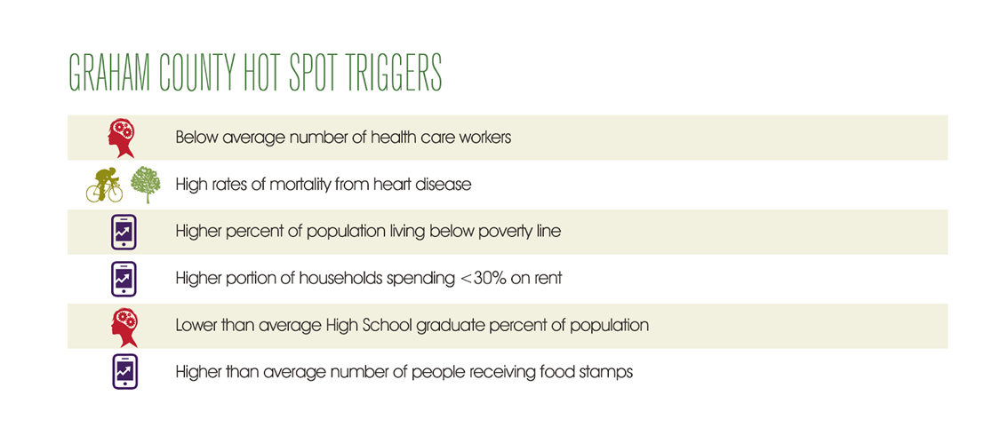 GRAHAM COUNTY HOT SPOT TRIGGERS
Below average number of health care workers
High rates of mortality from heart disease
Higher percent of population living below poverty line
Higher portion of households spending <30% on rent
Lower than average High School graduate percent of population
Higher than average number of people receiving food stamps